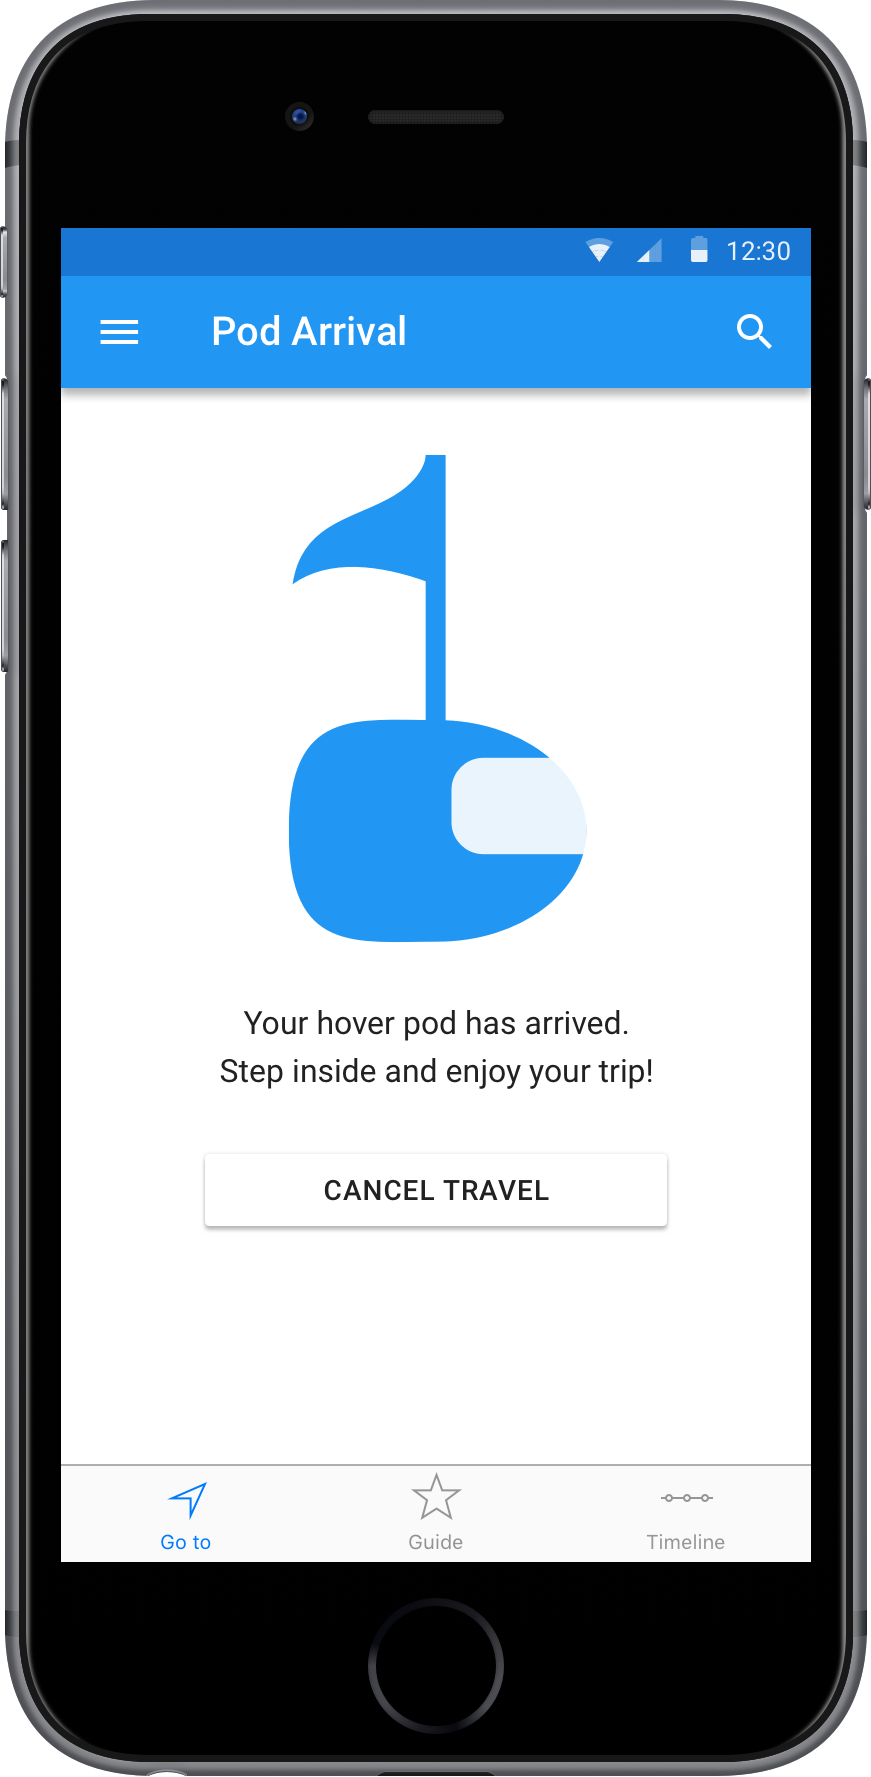 12:30
Pod Arrival
Your hover pod has arrived.
Step inside and enjoy your trip!
CANCEL TRAVEL
Go to
Guide
Timeline